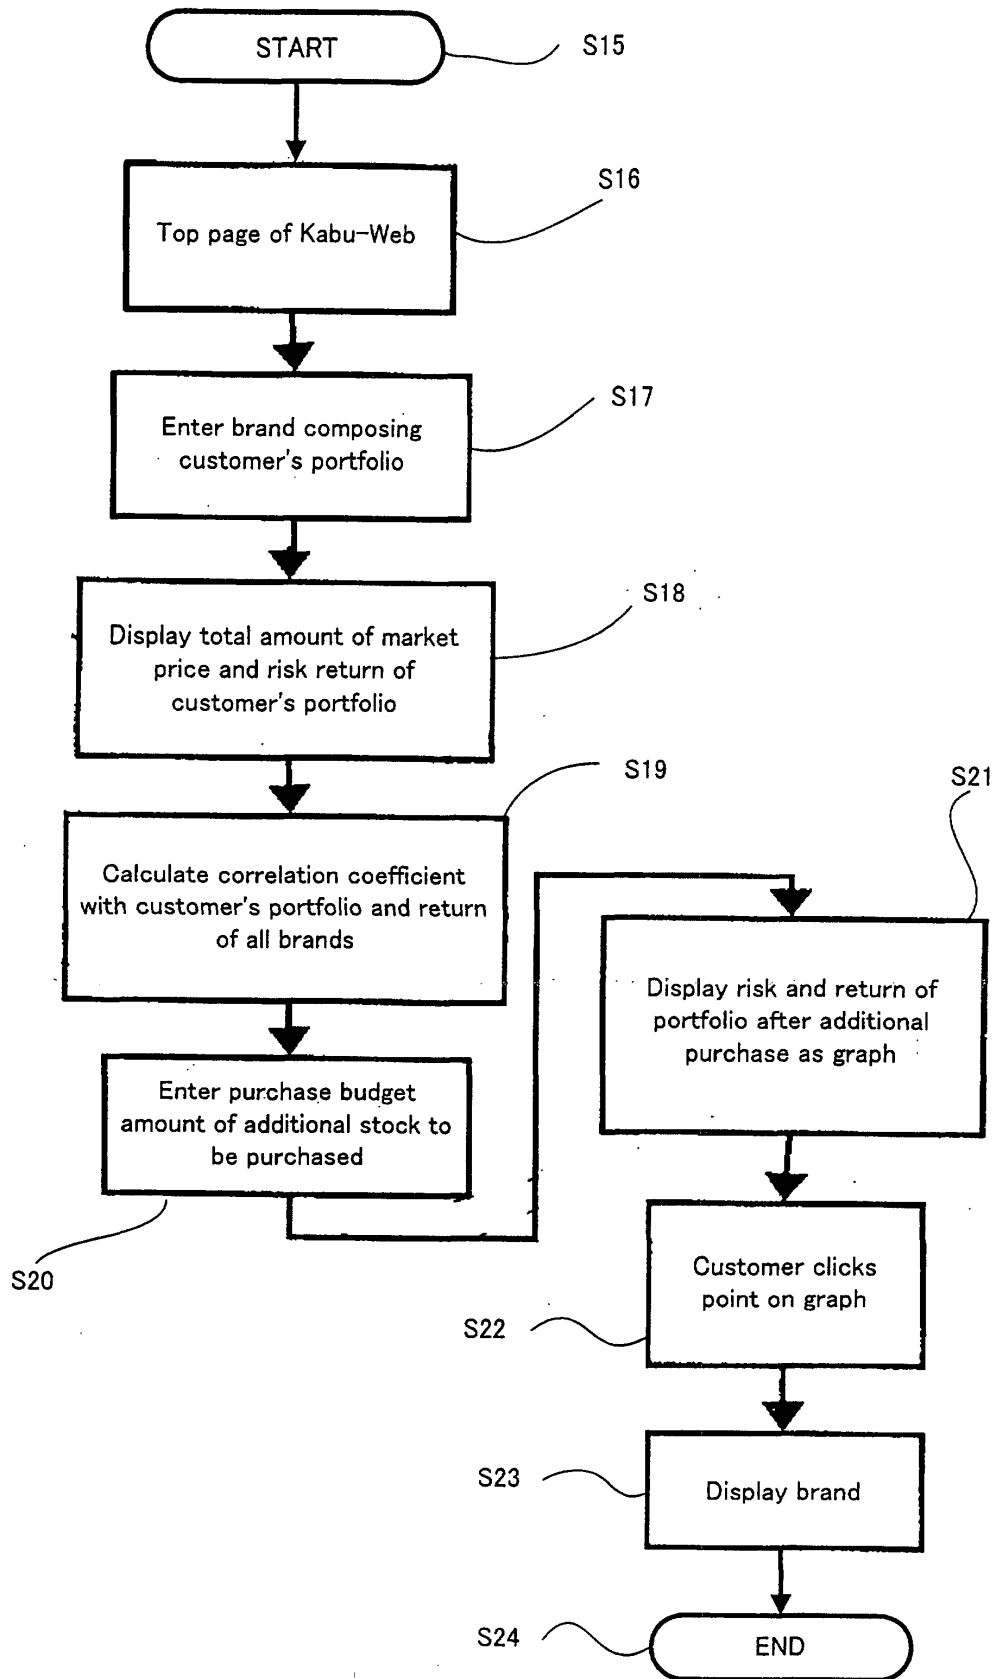 START
S15
S16
Top page of Kabu-Web
S17
Enter brand composing
customer's portfolio
S18
Display total amount of market
price and risk return of
customer's portfolio
S19
Calculate correlation coefficient
with customer's portfolio and return
of all brands
Enter purchase budget
amount of additional stock to
be purchased
S20
S21
Display risk and return of
portfolio after additional
purchase as graph
Customer clicks
point on graph
S22
S23
Display brand
S24
END